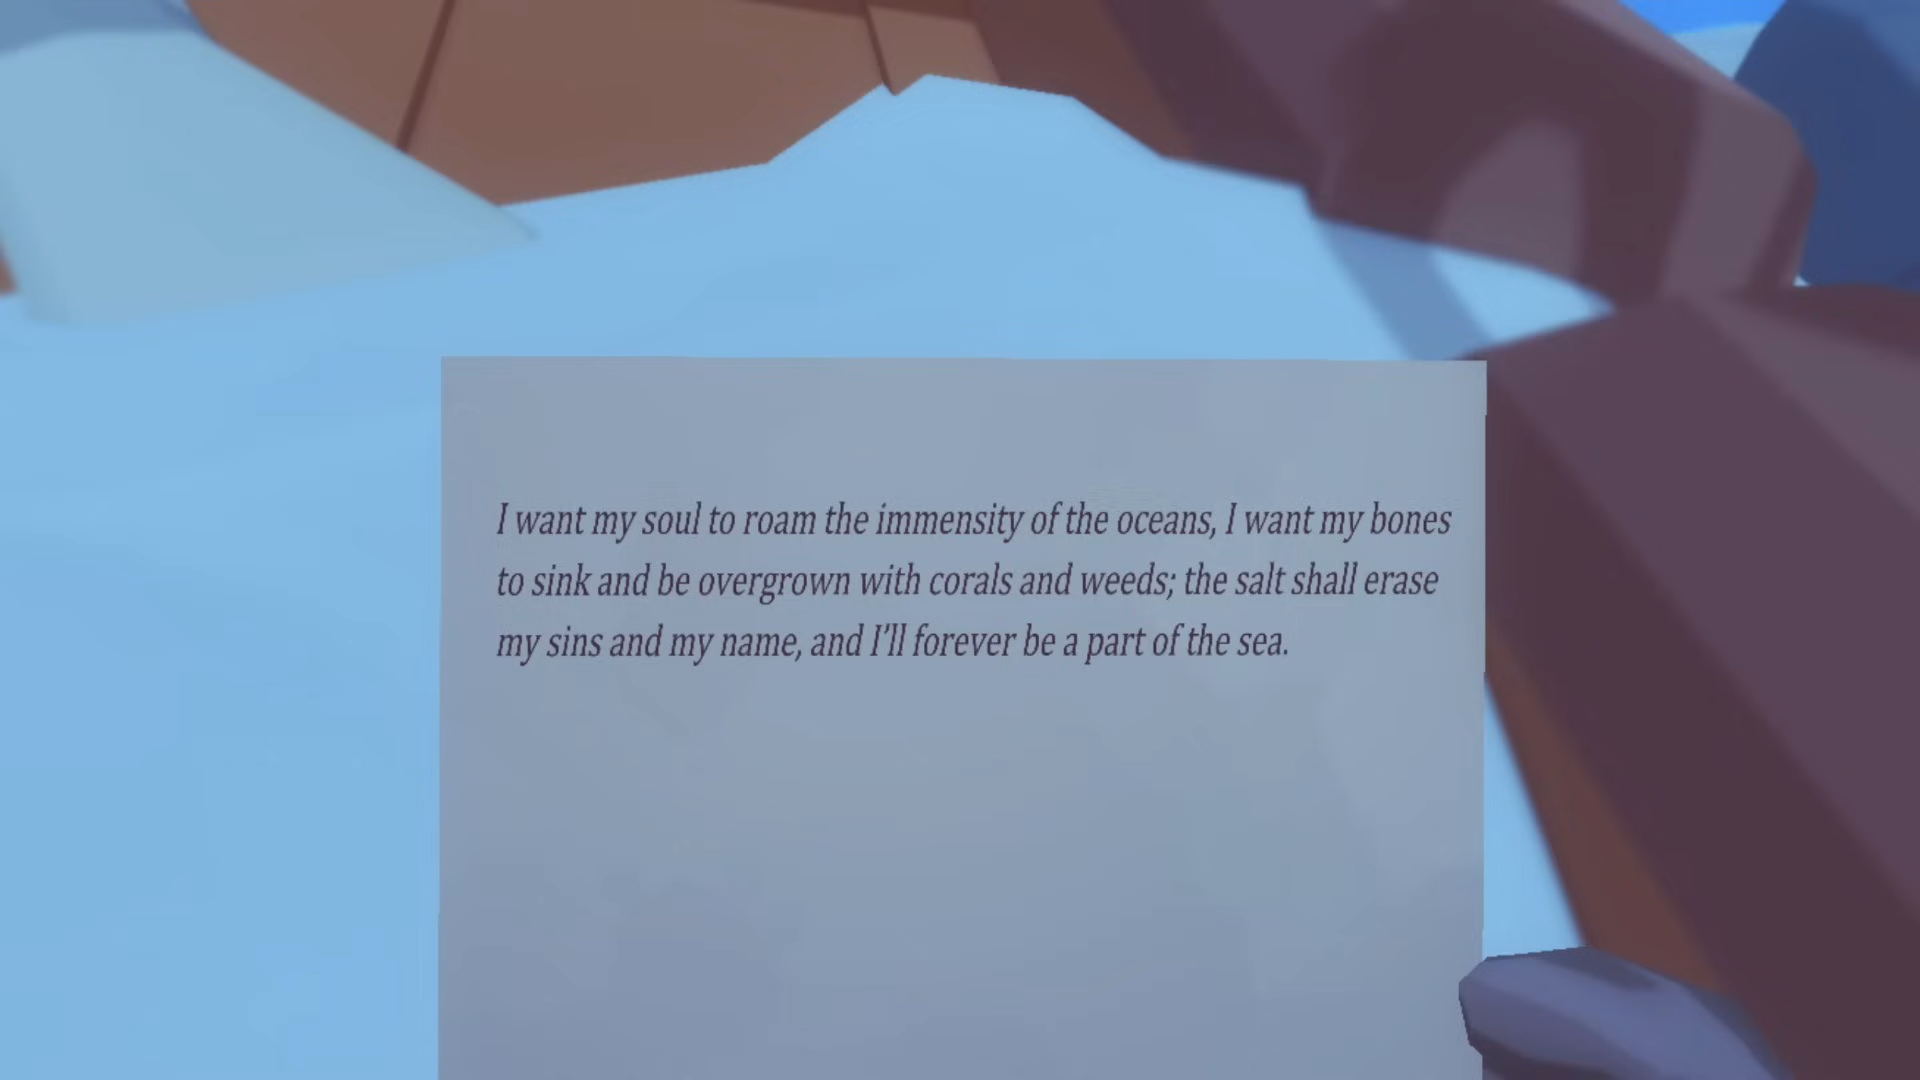 I want my soul to roam the immensity of the oceans, I want my bones
to sink and be overgrown with corals and weeds; the salt shall erase
my sins and my name, and I’ll forever be a part of the sea.